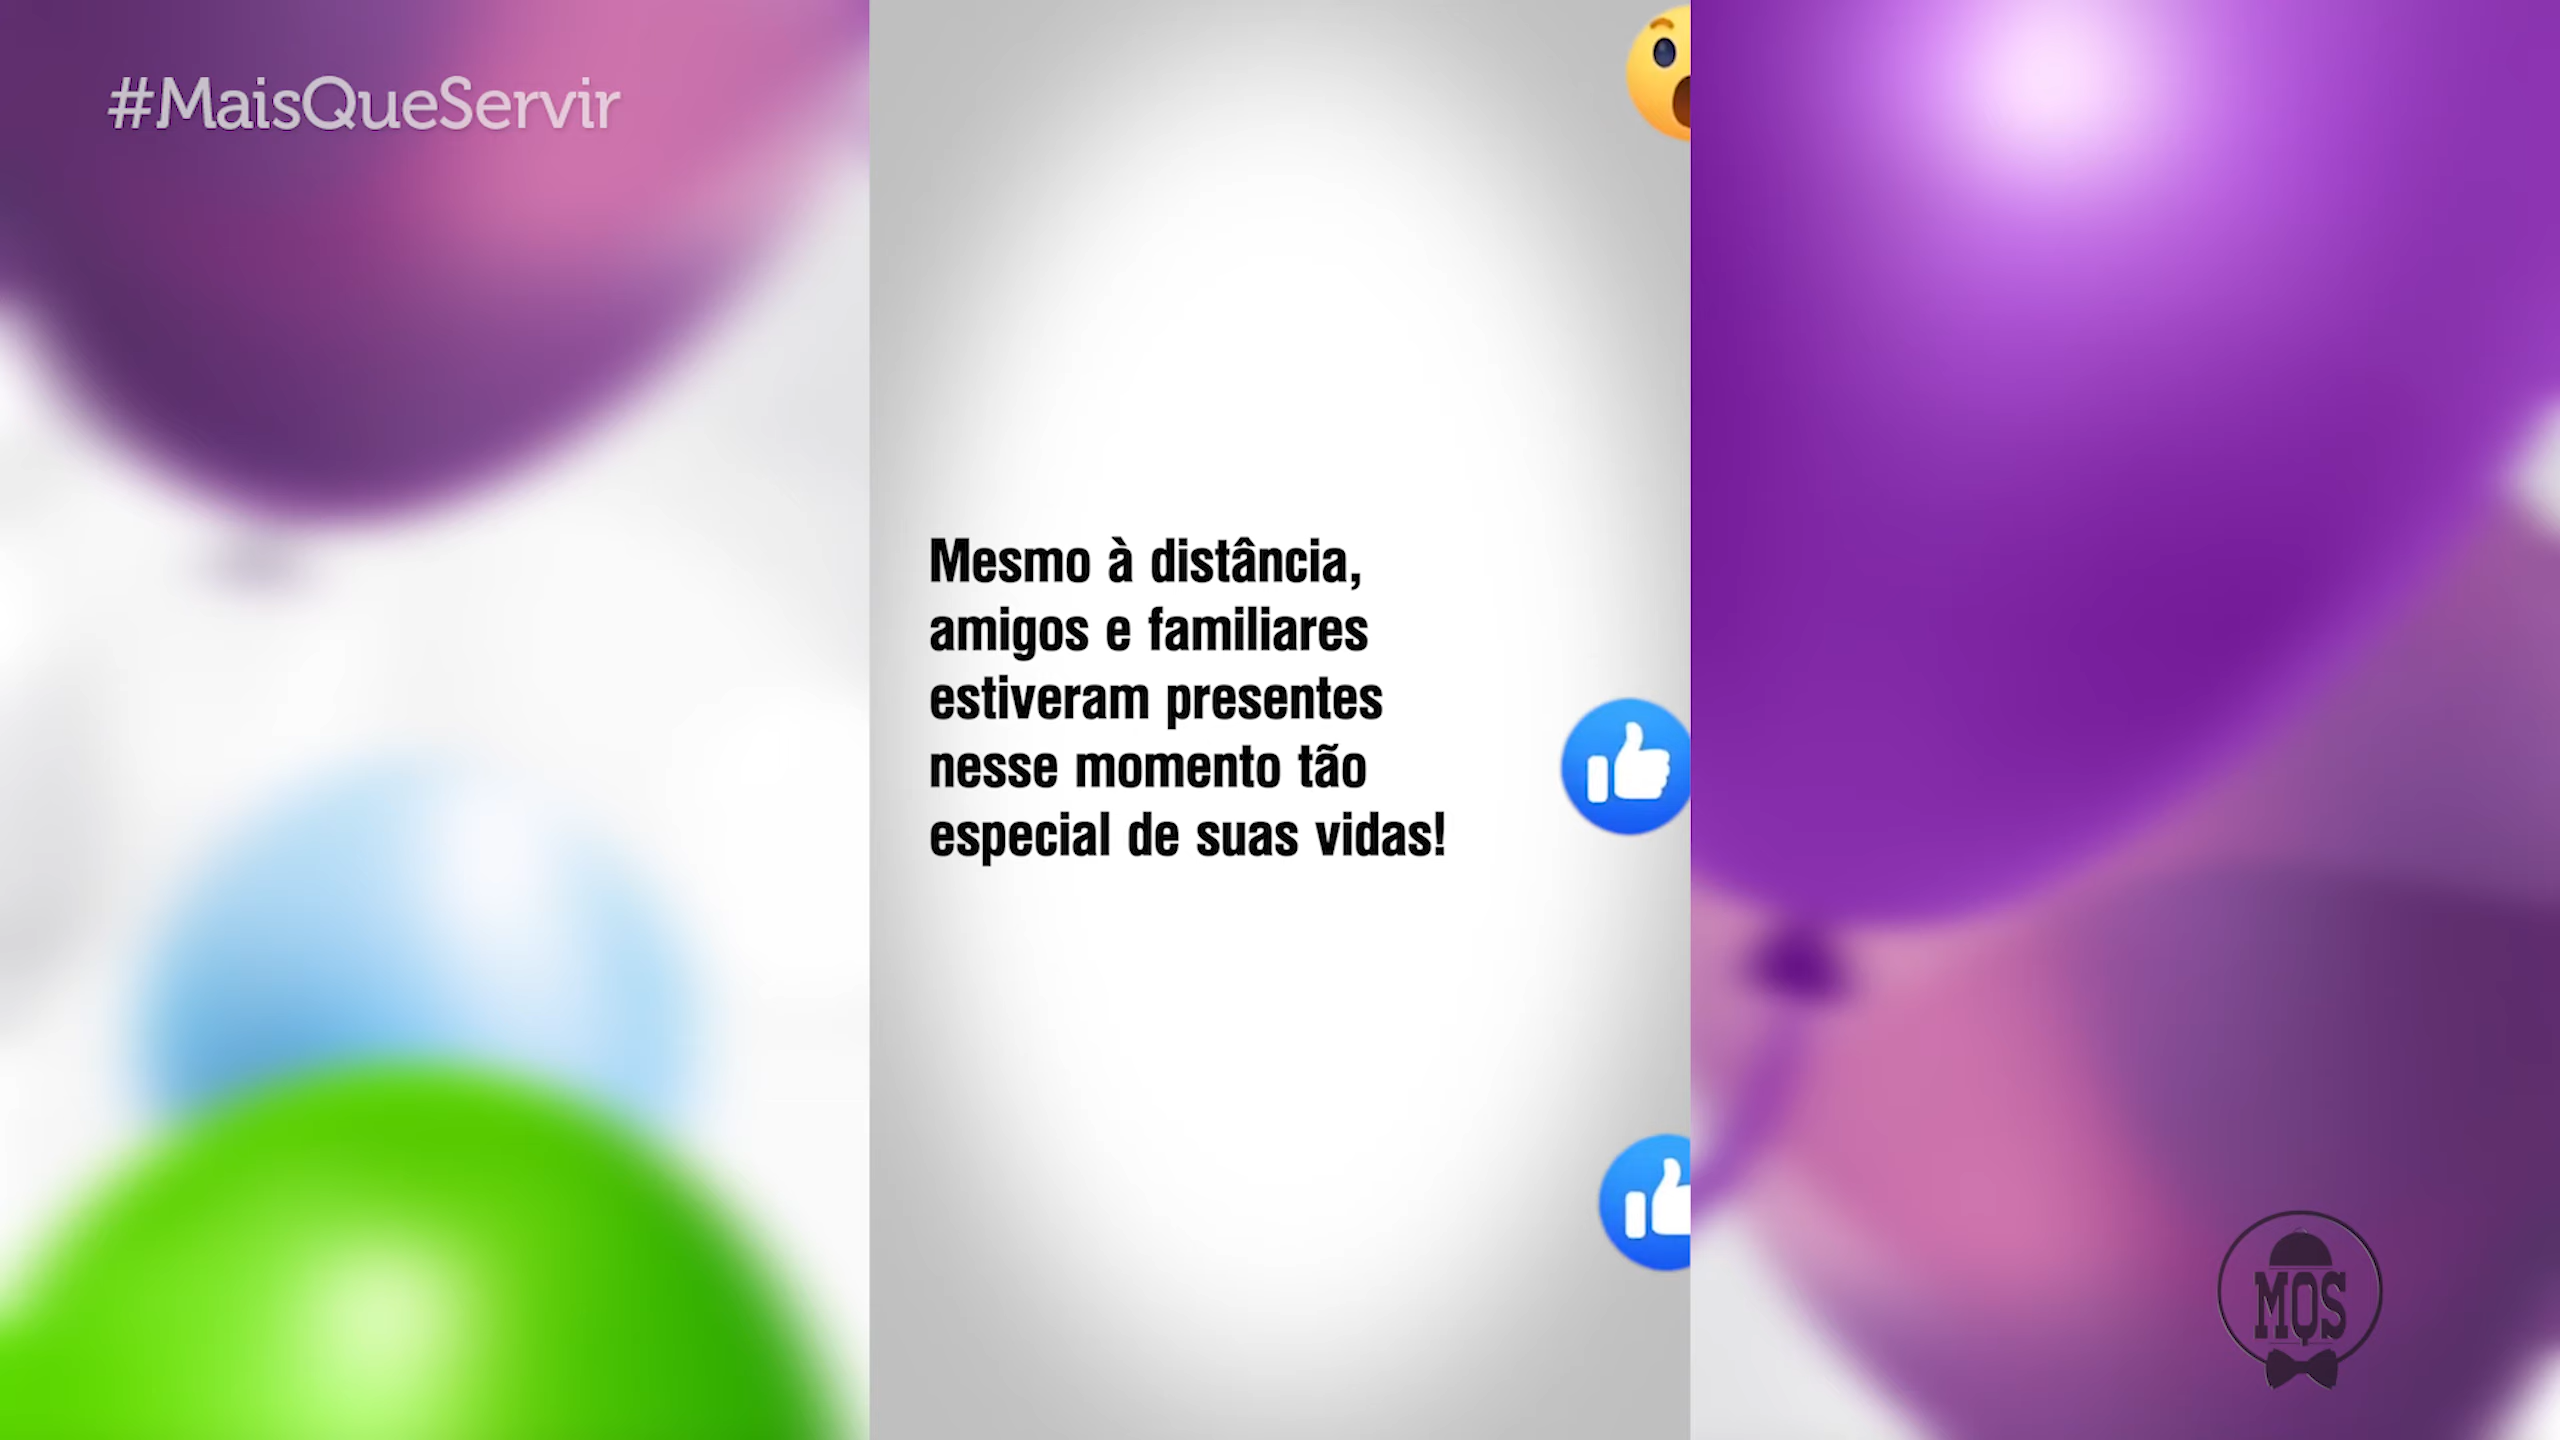 #MaisQueServir
Mesmo à distância,
amigos e familiares
estiveram presentes
nesse momento tão
especial de suas vidas!
MQS